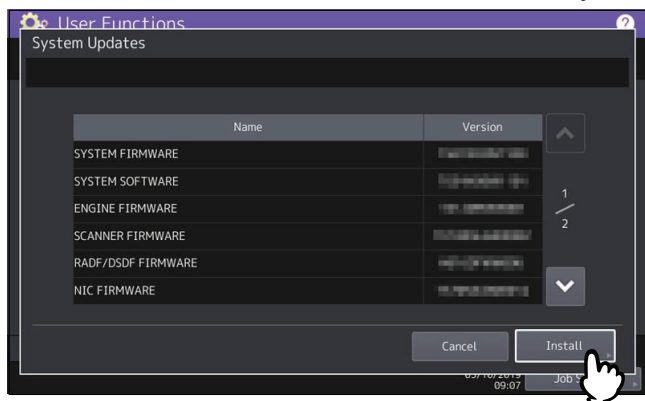 User Functions
?
System Updates
Name Version
SYSTEM FIRMWARE
SYSTEM SOFTWARE
ENGINE FIRMWARE
SCANNER FIRMWARE
RADF/DSDF FIRMWARE
NIC FIRMWARE
1
2
Cancel Install
09:07 Job